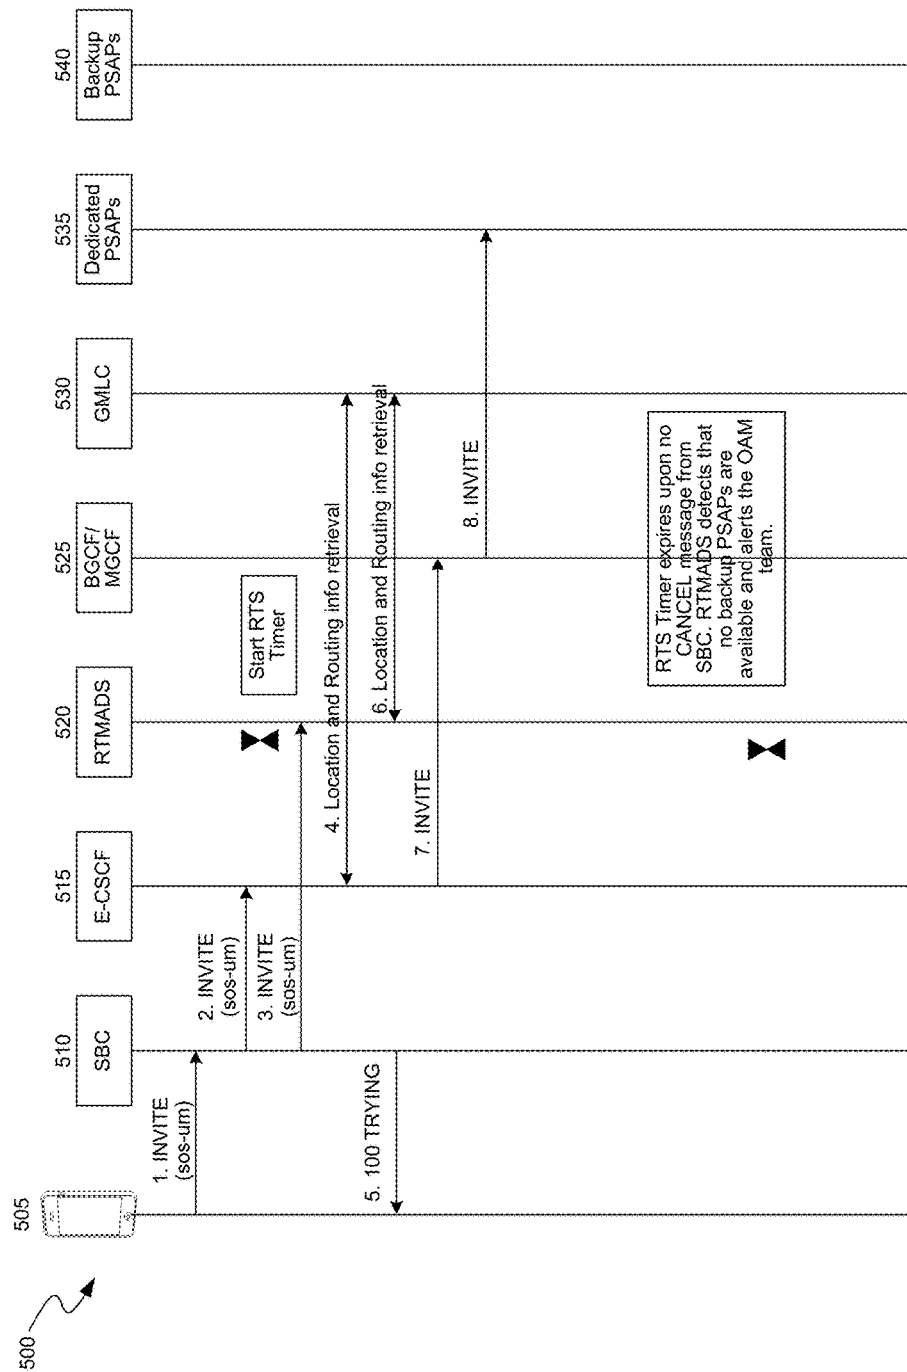 500
505
510
SBC
515
E-CSCF
520
RTMADS
525
BGCF/
MGCF
530
GMLC
535
Dedicated
PSAPs
540
Backup
PSAPs
1. INVITE
(sos-um)
2. INVITE
(sos-um)
3. INVITE
(sos-um)
Start RTS
Timer
4. Location and Routing info retrieval
5. 100 TRYING
6. Location and Routing info retrieval
7. INVITE
8. INVITE
RTS Timer expires upon no
CANCEL message from
SBC. RTMADS detects that
no backup PSAPs are
available and alerts the OAM
team.